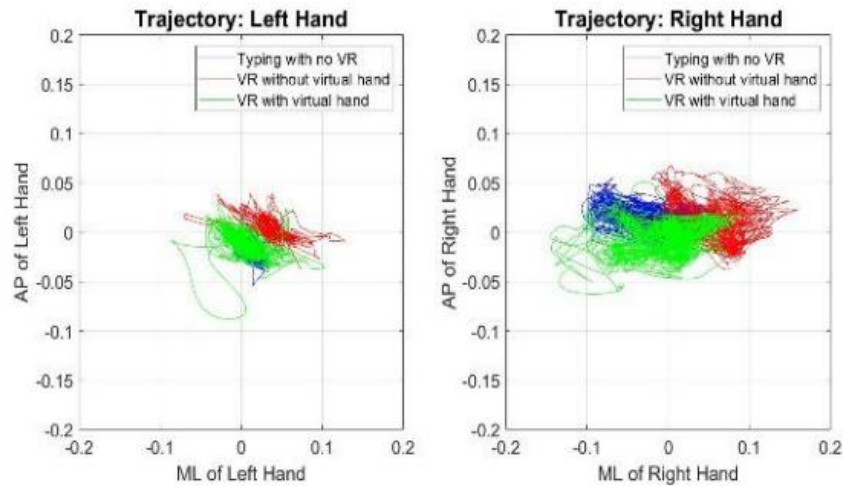 Trajectory: Left Hand
0.2
0.15
0.1
0.05
0
-0.05
-0.1
-0.15
-0.2
AP of Left Hand
Typing with no VR
VR without virtual hand
VR with virtual hand
-0.2
-0.1
0
0.1
0.2
ML of Left Hand
Trajectory: Right Hand
0.2
0.15
0.1
0.05
0
-0.05
-0.1
-0.15
-0.2
AP of Right Hand
Typing with no VR
VR without virtual hand
VR with virtual hand
-0.2
-0.1
0
0.1
0.2
ML of Right Hand